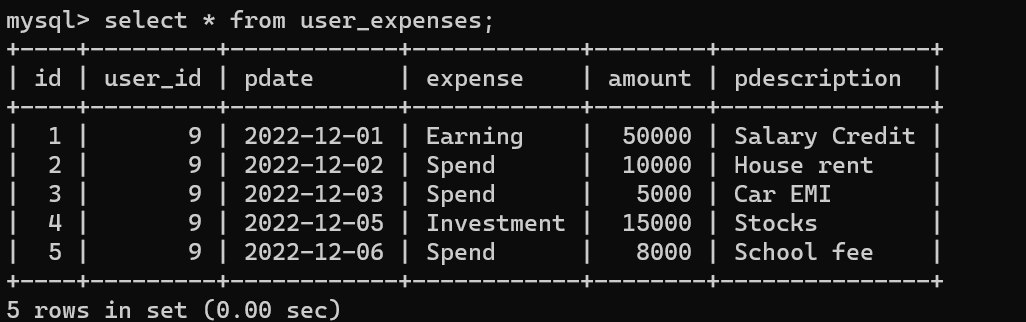 mysql> select * from user_expenses;
+----+---------+------------+------------+--------+---------------+
| id | user_id | pdate      | expense    | amount | pdescription  |
+----+---------+------------+------------+--------+---------------+
|  1 |       9 | 2022-12-01 | Earning    |  50000 | Salary Credit |
|  2 |       9 | 2022-12-02 | Spend      |  10000 | House rent    |
|  3 |       9 | 2022-12-03 | Spend      |   5000 | Car EMI       |
|  4 |       9 | 2022-12-05 | Investment |  15000 | Stocks        |
|  5 |       9 | 2022-12-06 | Spend      |   8000 | School fee    |
+----+---------+------------+------------+--------+---------------+
5 rows in set (0.00 sec)